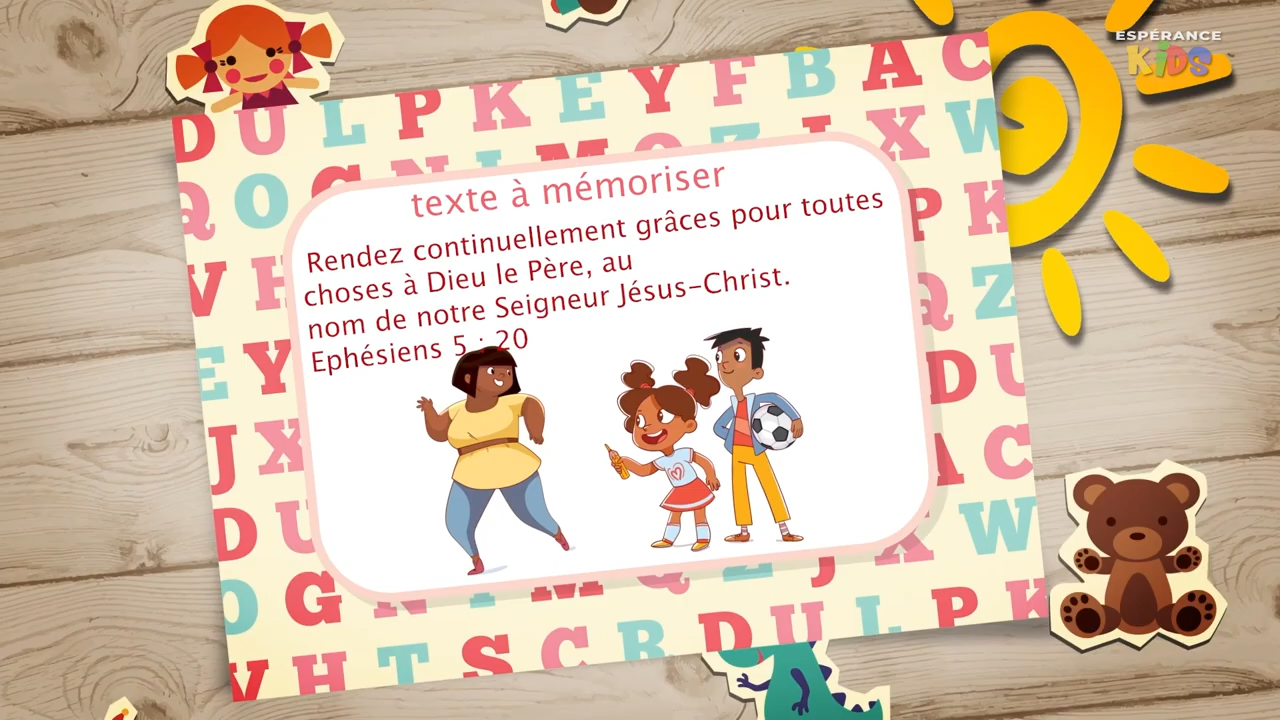 ESPÉRANCE
KiDS
D U L P K E Y F B A C
texte à mémoriser
Rendez continuellement grâces pour toutes
choses à Dieu le Père, au
nom de notre Seigneur Jésus-Christ.
Ephésiens 5 : 20